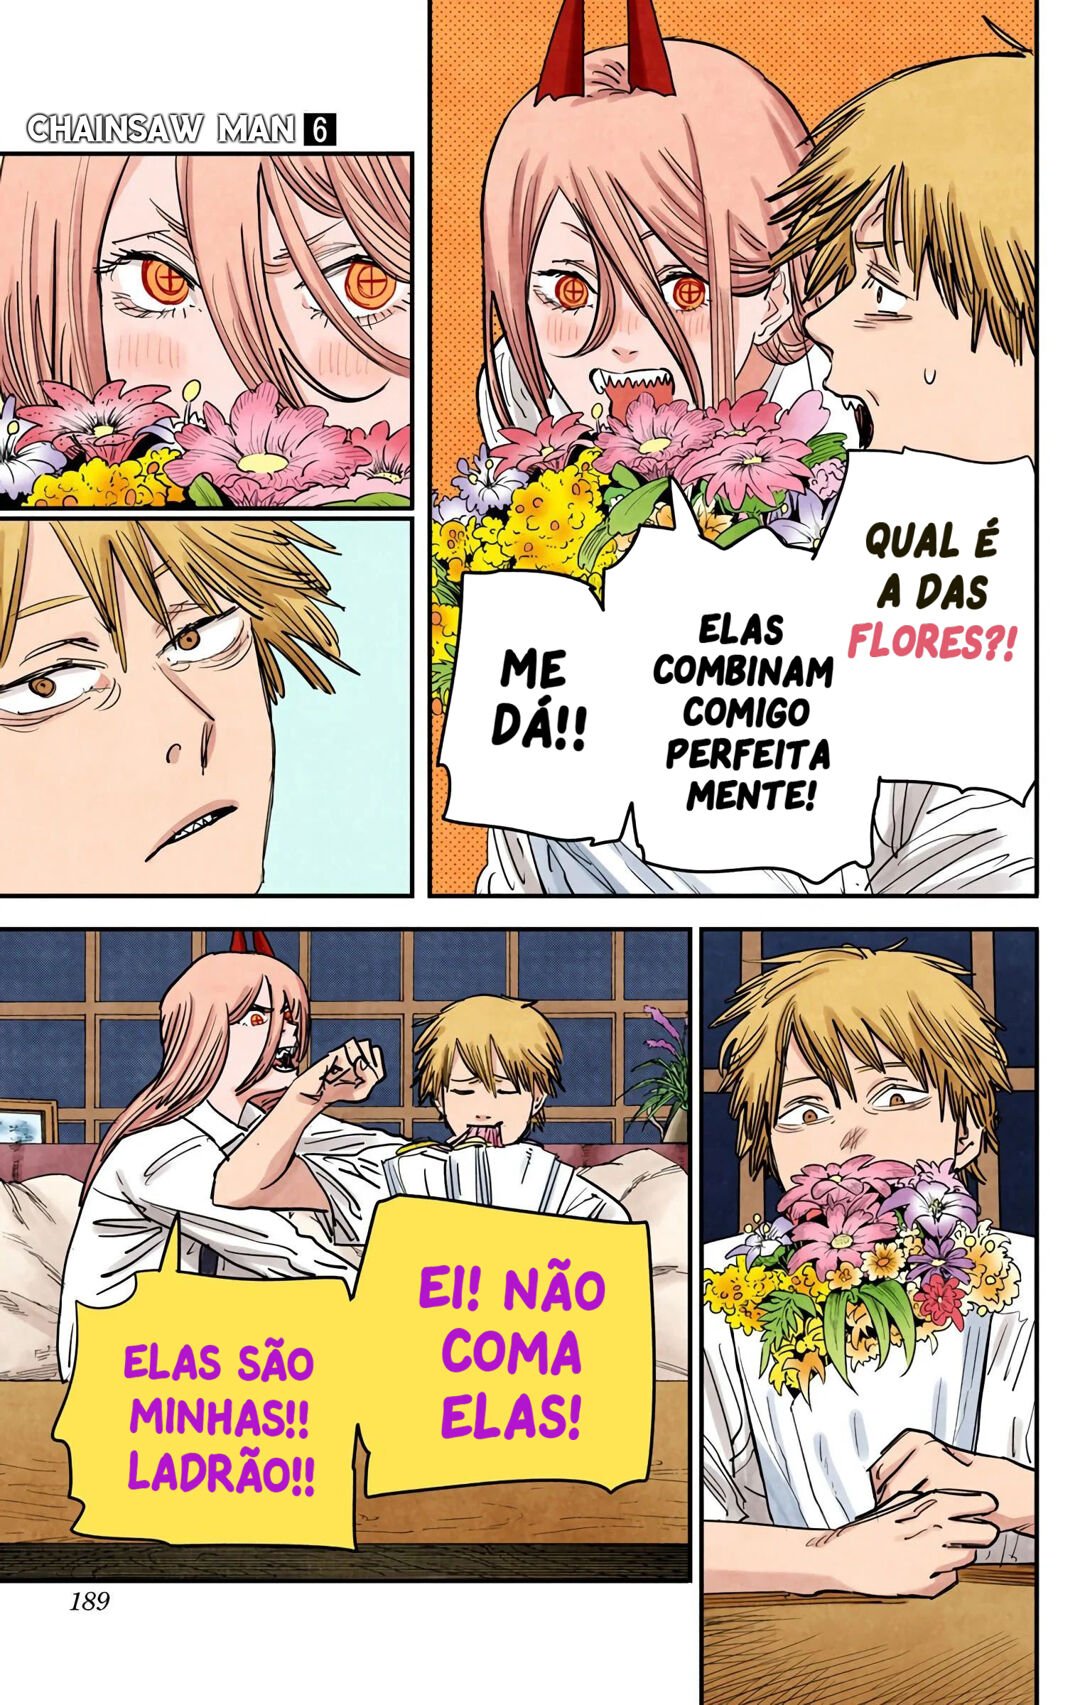 CHAINSAW MAN 6
QUAL É
A DAS
FLORES?!
ELAS
COMBINAM
COMIGO
PERFEITA
MENTE!
ME
DÁ!!
EI! NÃO
COMA
ELAS!
ELAS SÃO
MINHAS!!
LADRÃO!!
189